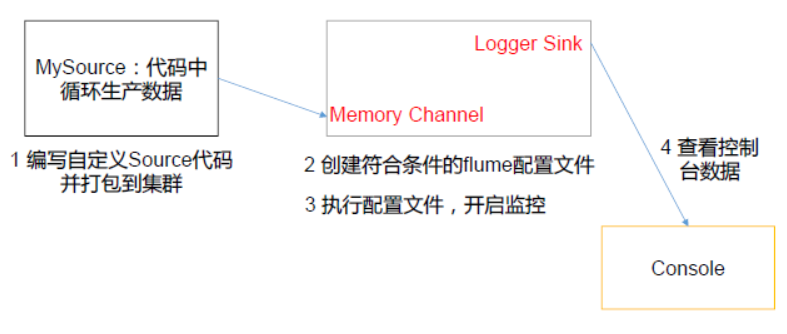 MySource：代码中
循环生产数据
Logger Sink
Memory Channel
1 编写自定义Source代码
并打包到集群
2 创建符合条件的flume配置文件
3 执行配置文件，开启监控
4 查看控制
台数据
Console